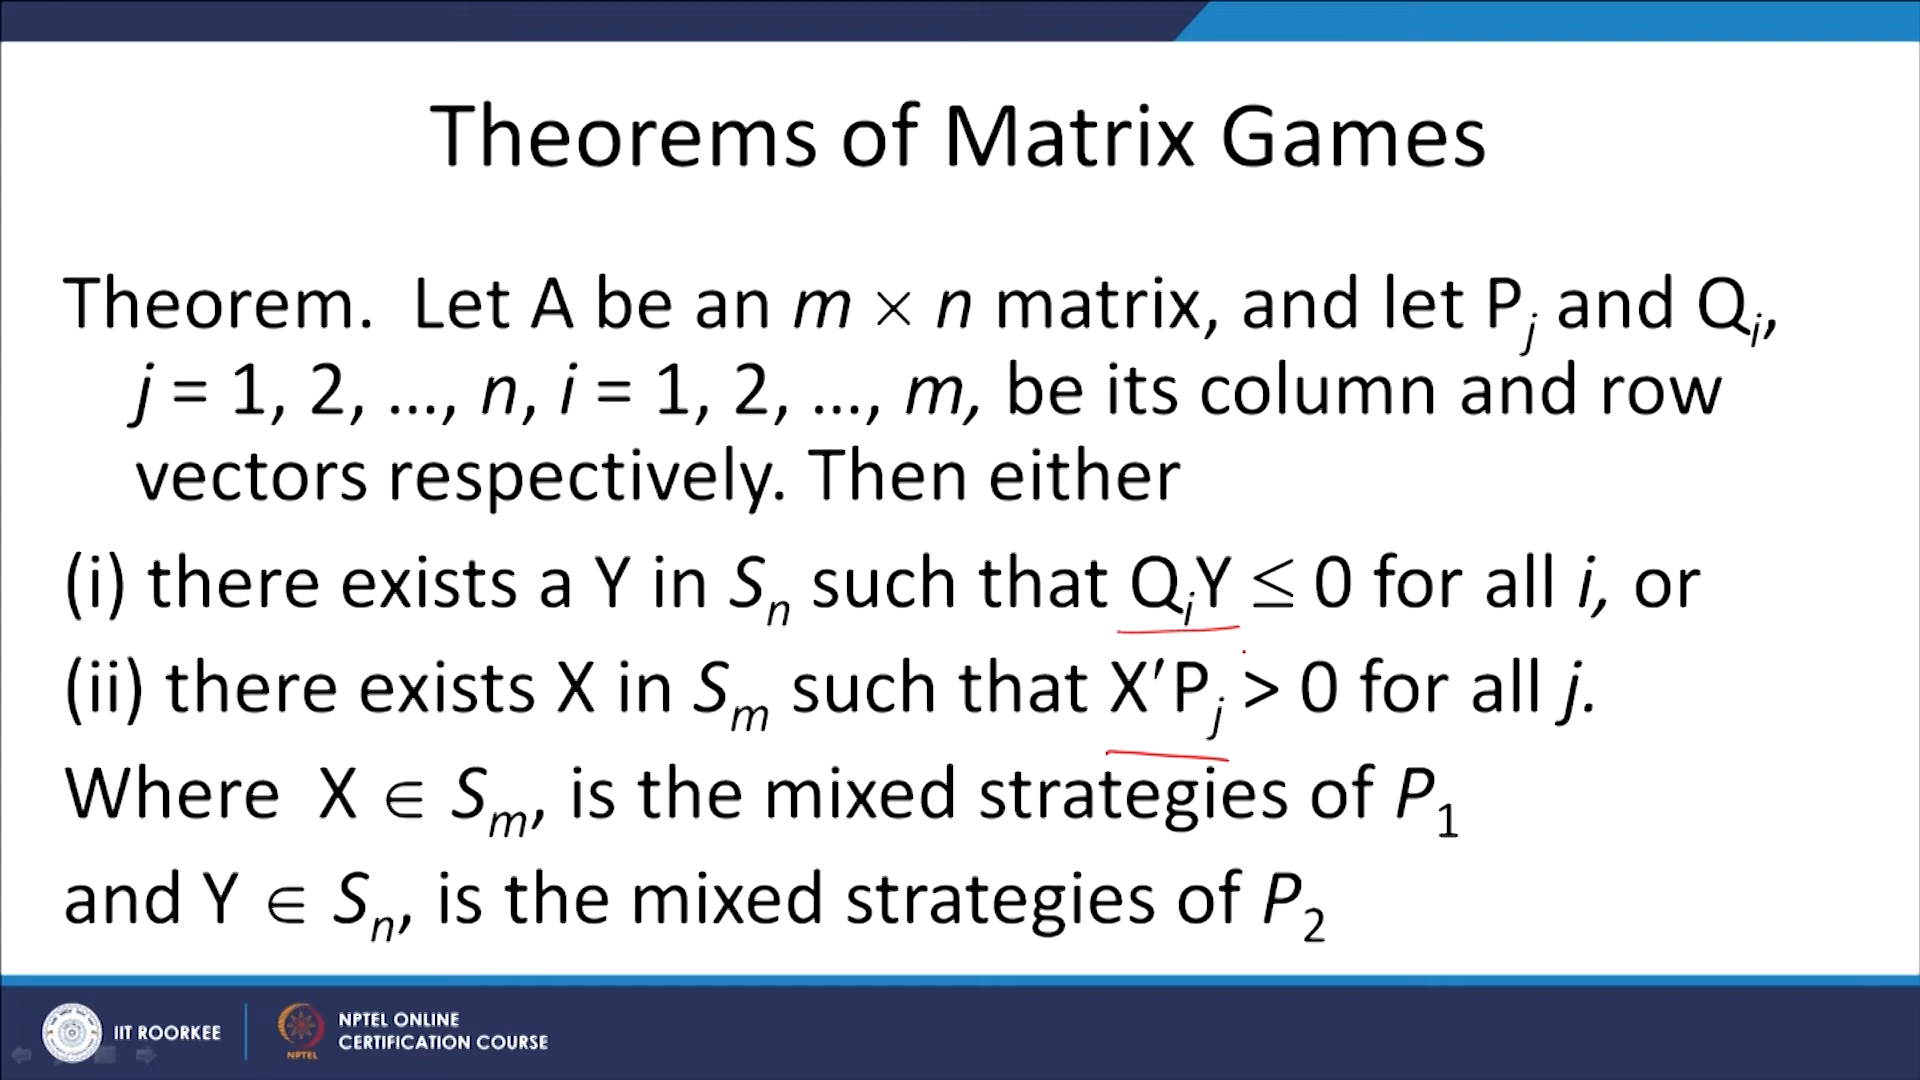 Theorems of Matrix Games
Theorem. Let A be an m × n matrix, and let Pj and Qi,
j = 1, 2, ..., n, i = 1, 2, ..., m, be its column and row
vectors respectively. Then either
(i) there exists a Y in Sn such that QiY ≤ 0 for all i, or
(ii) there exists X in Sm such that X′Pj > 0 for all j.
Where X ∈ Sm, is the mixed strategies of P1
and Y ∈ Sn, is the mixed strategies of P2
IIT ROORKEE
NPTEL
NPTEL ONLINE
CERTIFICATION COURSE